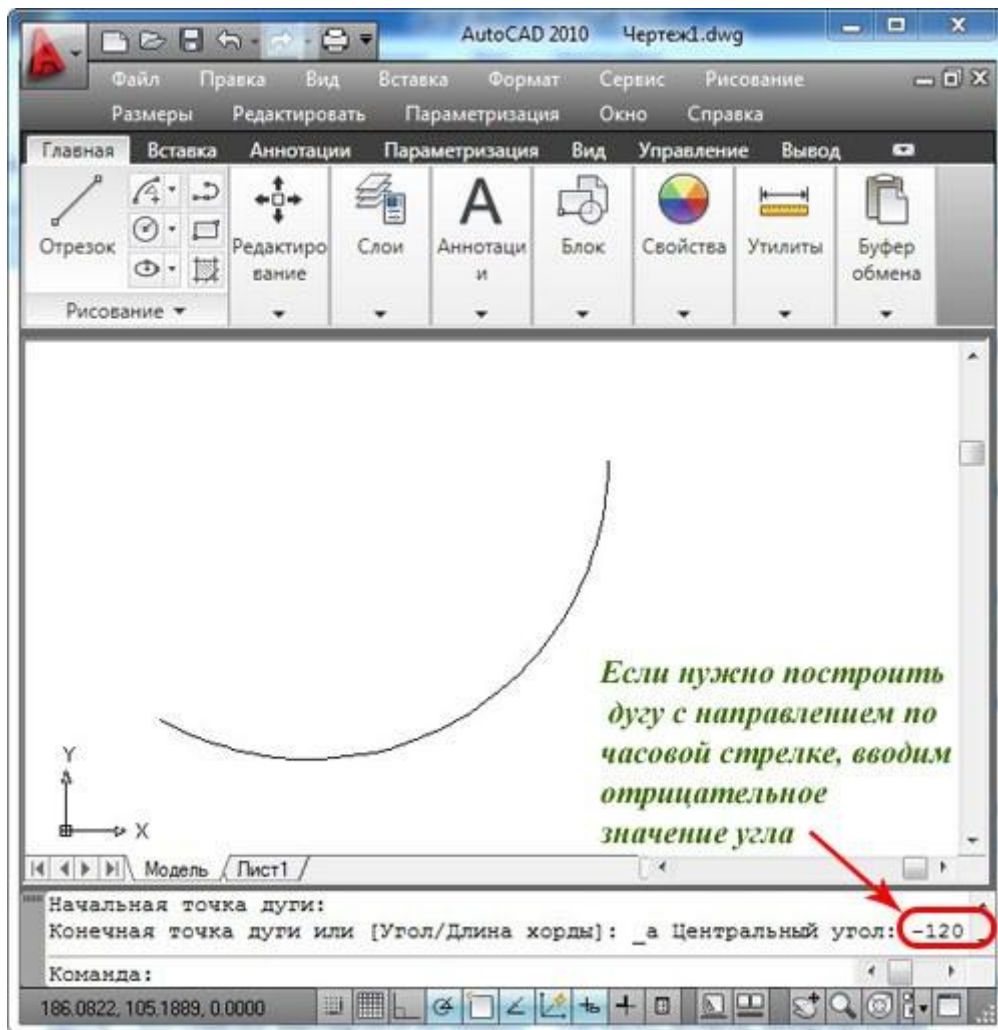 AutoCAD 2010 Чертеж1.dwg
Файл Правка Вид Вставка Формат Сервис Рисование
Размеры Редактировать Параметризация Окно Справка
Главная Вставка Аннотации Параметризация Вид Управление Вывод
Отрезок
Редактиро
вание
Слои
Аннотаци
и
Блок
Свойства
Утилиты
Буфер
обмена
Рисование
Если нужно построить
дугу с направлением по
часовой стрелке, вводим
отрицательное
значение угла
Y
X
Модель Лист1
Начальная точка дуги:
Конечная точка дуги или [Угол/Длина хорды]: _a Центральный угол: -120
Команда:
186.0822, 105.1889, 0.0000